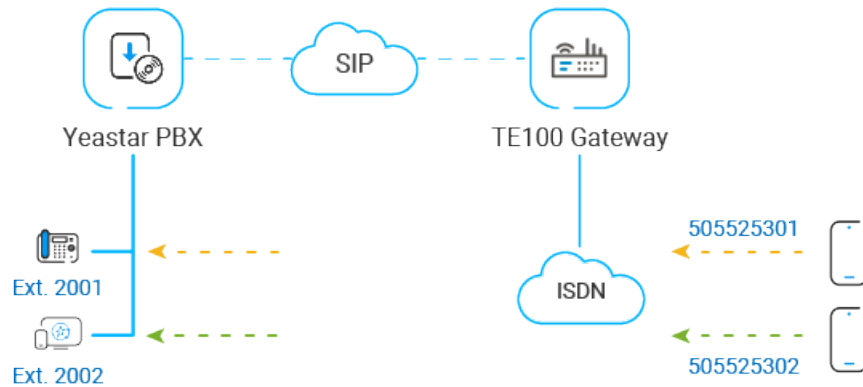 SIP
Yeastar PBX
TE100 Gateway
505525301
Ext. 2001
ISDN
Ext. 2002
505525302